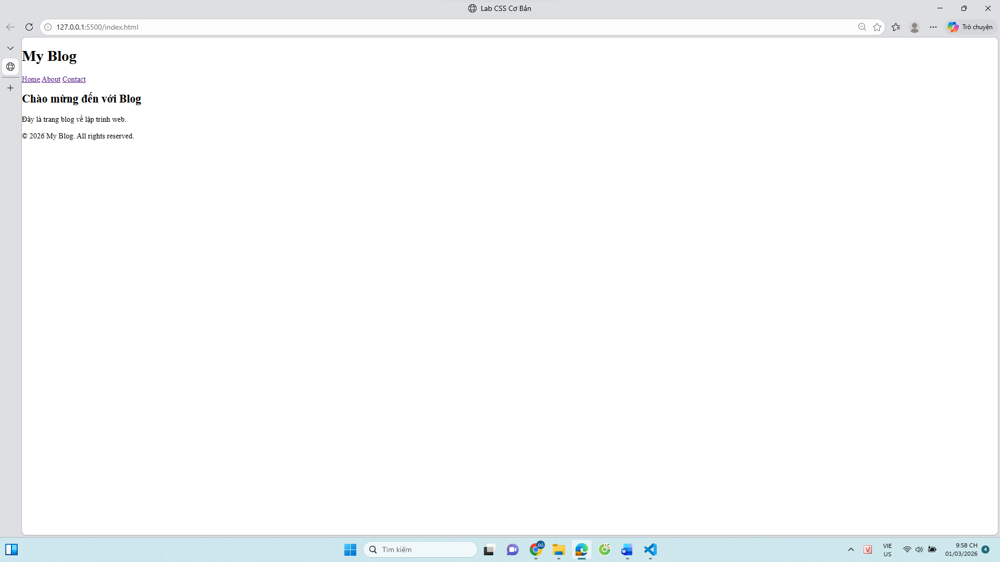 Lab CSS Cơ Bản
127.0.0.1:5500/index.html
Trò chuyện
My Blog
Home About Contact
Chào mừng đến với Blog
Đây là trang blog về lập trình web.
© 2026 My Blog. All rights reserved.
Tìm kiếm
Đỗ
W
V
VIE
US
9:58 CH
01/03/2026
4